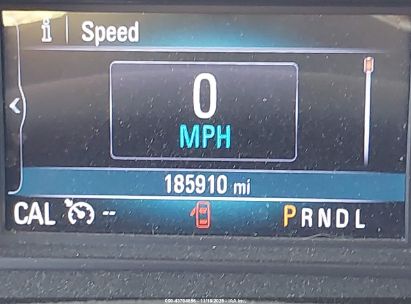 i Speed
0
MPH
185910 mi
CAL -- PRNDL